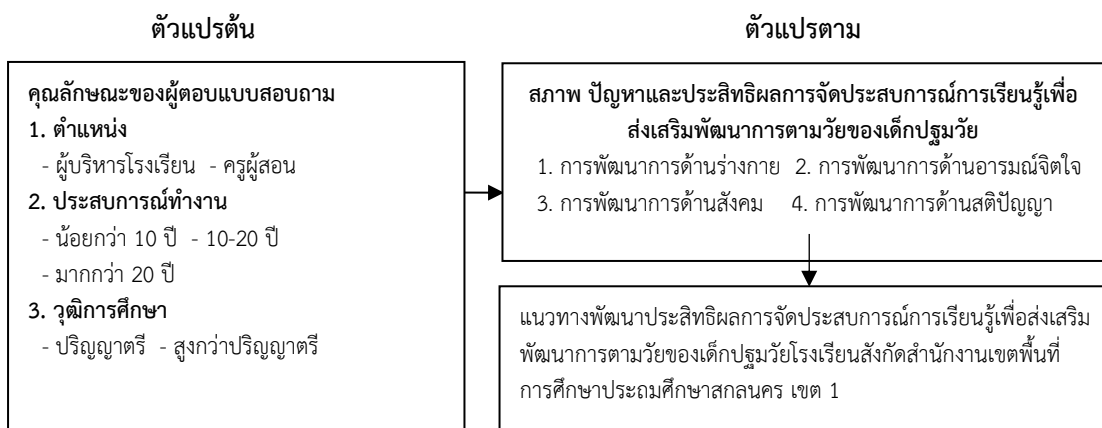 ตัวแปรต้น
ตัวแปรตาม
คุณลักษณะของผู้ตอบแบบสอบถาม
1. ตำแหน่ง
- ผู้บริหารโรงเรียน - ครูผู้สอน
2. ประสบการณ์ทำงาน
- น้อยกว่า 10 ปี - 10-20 ปี
- มากกว่า 20 ปี
3. วุฒิการศึกษา
- ปริญญาตรี - สูงกว่าปริญญาตรี
สภาพ ปัญหาและประสิทธิผลการจัดประสบการณ์การเรียนรู้เพื่อ
ส่งเสริมพัฒนาการตามวัยของเด็กปฐมวัย
1. การพัฒนาการด้านร่างกาย 2. การพัฒนาการด้านอารมณ์จิตใจ
3. การพัฒนาการด้านสังคม 4. การพัฒนาการด้านสติปัญญา
แนวทางพัฒนาประสิทธิผลการจัดประสบการณ์การเรียนรู้เพื่อส่งเสริม
พัฒนาการตามวัยของเด็กปฐมวัยโรงเรียนสังกัดสำนักงานเขตพื้นที่
การศึกษาประถมศึกษาสกลนคร เขต 1